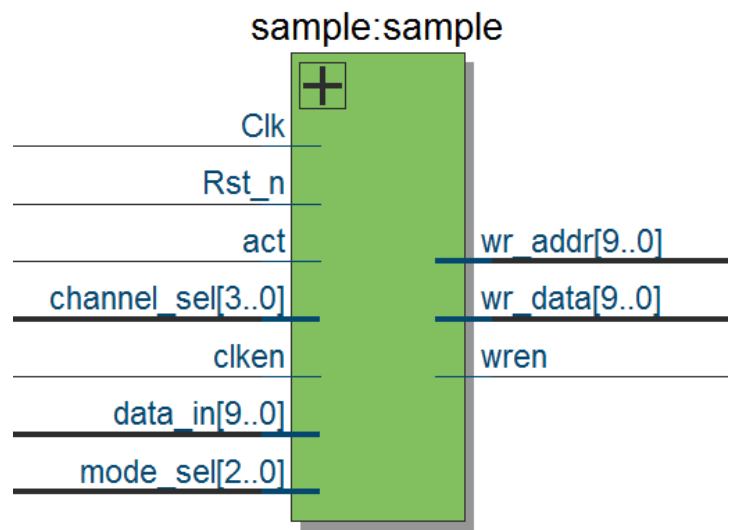 sample:sample
Clk
Rst_n
act
channel_sel[3..0]
clken
data_in[9..0]
mode_sel[2..0]
wr_addr[9..0]
wr_data[9..0]
wren